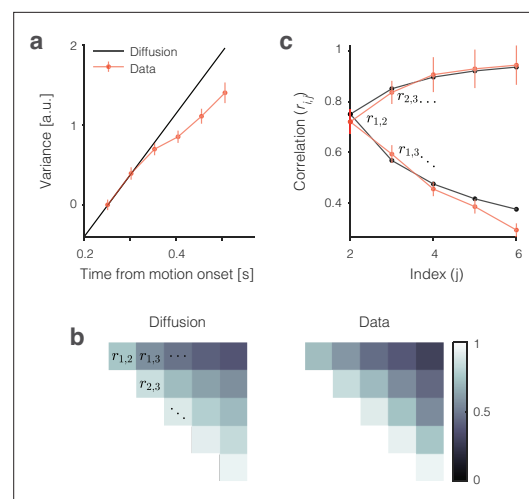 a
Variance [a.u.]
2
1
0
Diffusion
Data
0.2
0.4
0.6
Time from motion onset [s]
c
Correlation (r_{i,j})
1
0.8
0.6
0.4
r_{2,3}...
r_{1,2}
r_{1,3}...
2
4
6
Index (j)
b
Diffusion
r_{1,2} r_{1,3} ...
r_{2,3}
⋱
Data
1
0.5
0